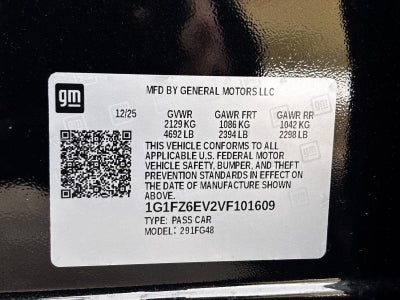 gm
MFD BY GENERAL MOTORS LLC
12/25 GVWR GAWR FRT GAWR RR
2129 KG 1086 KG 1042 KG
4692 LB 2394 LB 2298 LB
THIS VEHICLE CONFORMS TO ALL
APPLICABLE U.S. FEDERAL MOTOR
VEHICLE SAFETY, BUMPER, AND THEFT
PREVENTION STANDARDS IN EFFECT ON
THE DATE OF MANUFACTURE SHOWN
ABOVE.
1G1FZ6EV2VF101609
TYPE: PASS CAR
MODEL: 291FG48